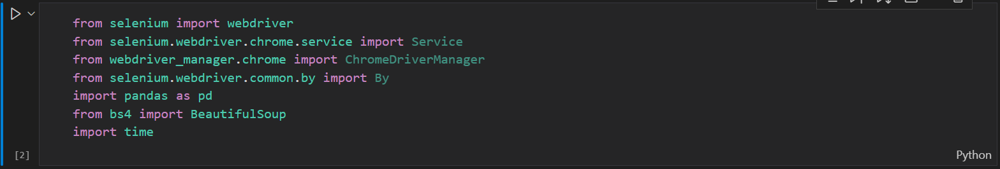 from selenium import webdriver
from selenium.webdriver.chrome.service import Service
from webdriver_manager.chrome import ChromeDriverManager
from selenium.webdriver.common.by import By
import pandas as pd
from bs4 import BeautifulSoup
import time
[2]
Python